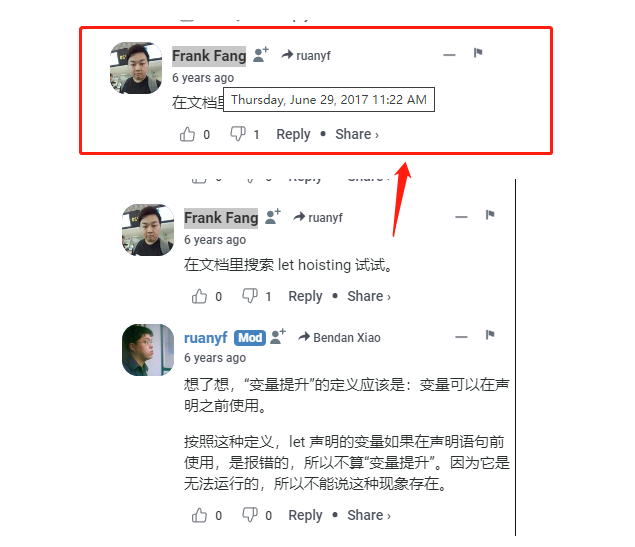 Frank Fang ruanyf
6 years ago
在文档里
Thursday, June 29, 2017 11:22 AM
0 1 Reply • Share ›
Frank Fang ruanyf
6 years ago
在文档里搜索 let hoisting 试试。
0 1 Reply • Share ›
ruanyf Mod Bendan Xiao
6 years ago
想了想，“变量提升”的定义应该是：变量可以在声
明之前使用。
按照这种定义，let 声明的变量如果在声明语句前
使用，是报错的，所以不算“变量提升”。因为它是
无法运行的，所以不能说这种现象存在。
0 0 Reply • Share ›